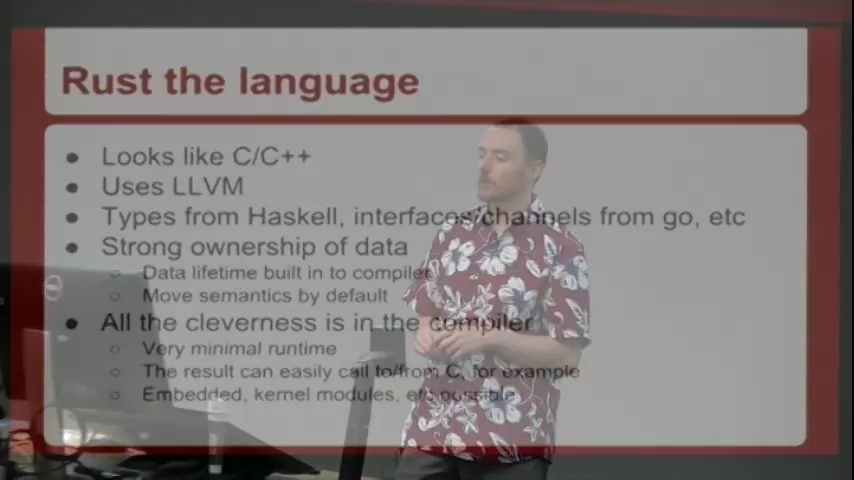 Rust the language
Looks like C/C++
Uses LLVM
Types from Haskell, interfaces/channels from go, etc
Strong ownership of data
Data lifetime built in to compiler
Move semantics by default
All the cleverness is in the compiler
Very minimal runtime
The result can easily call to/from C, for example
Embedded, kernel modules, etc possible